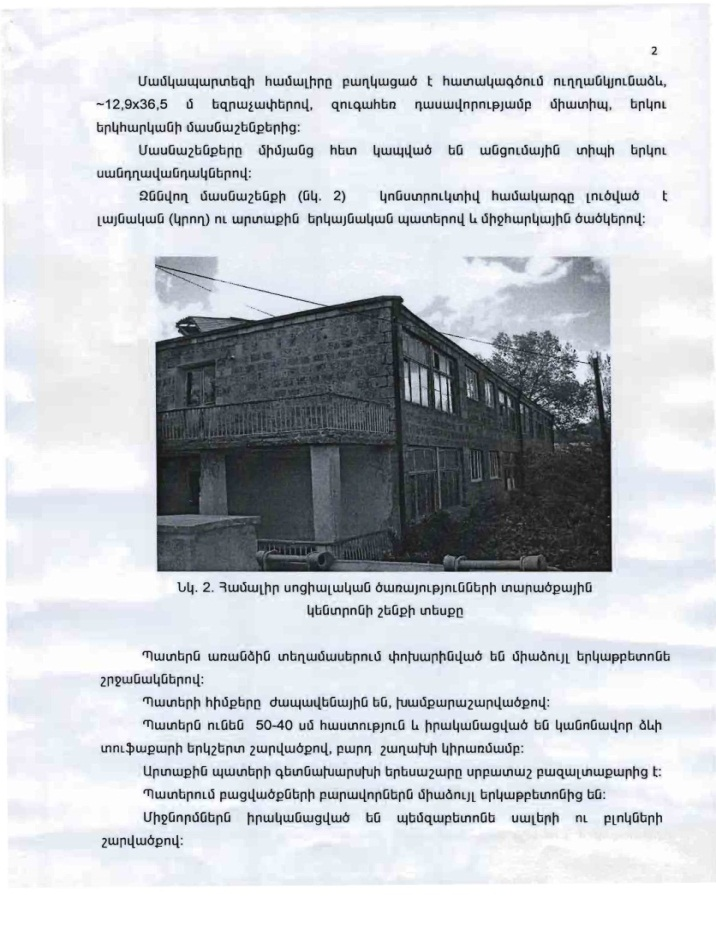 2
Մամկապարտեզի համալիրը բաղկացած է հատակագծում ուղղանկյունաձև,
~12,9x36,5 մ եզրաչափերով, զուգահեռ դասավորությամբ միատիպ, երկու
երկհարկանի մասնաշենքերից:
Մասնաշենքերը միմյանց հետ կապված են անցումային տիպի երկու
սանդղավանդակներով:
Զննվող մասնաշենքի (նկ. 2) կոնստրուկտիվ համակարգը լուծված է
լայնական (կրող) ու արտաքին երկայնական պատերով և միջհարկային ծածկերով:
Նկ. 2. Համալիր սոցիալական ծառայությունների տարածքային
կենտրոնի շենքի տեսքը
Պատերն առանձին տեղամասերում փոխարինված են միաձույլ երկաթբետոնե
շրջանակներով:
Պատերի հիմքերը ժապավենային են, խամքարաշարվածքով:
Պատերն ունեն 50-40 սմ հաստություն և իրականացված են կանոնավոր ձևի
տուֆաքարի երկշերտ շարվածքով, բարդ շաղախի կիրառմամբ:
Արտաքին պատերի գետնախարսխի երեսաշարը սրբատաշ բազալտաքարից է:
Պատերում բացվածքների բարավորներն միաձույլ երկաթբետոնից են:
Միջնորմներն իրականացված են պեմզաբետոնե սալերի ու բլոկների
շարվածքով: